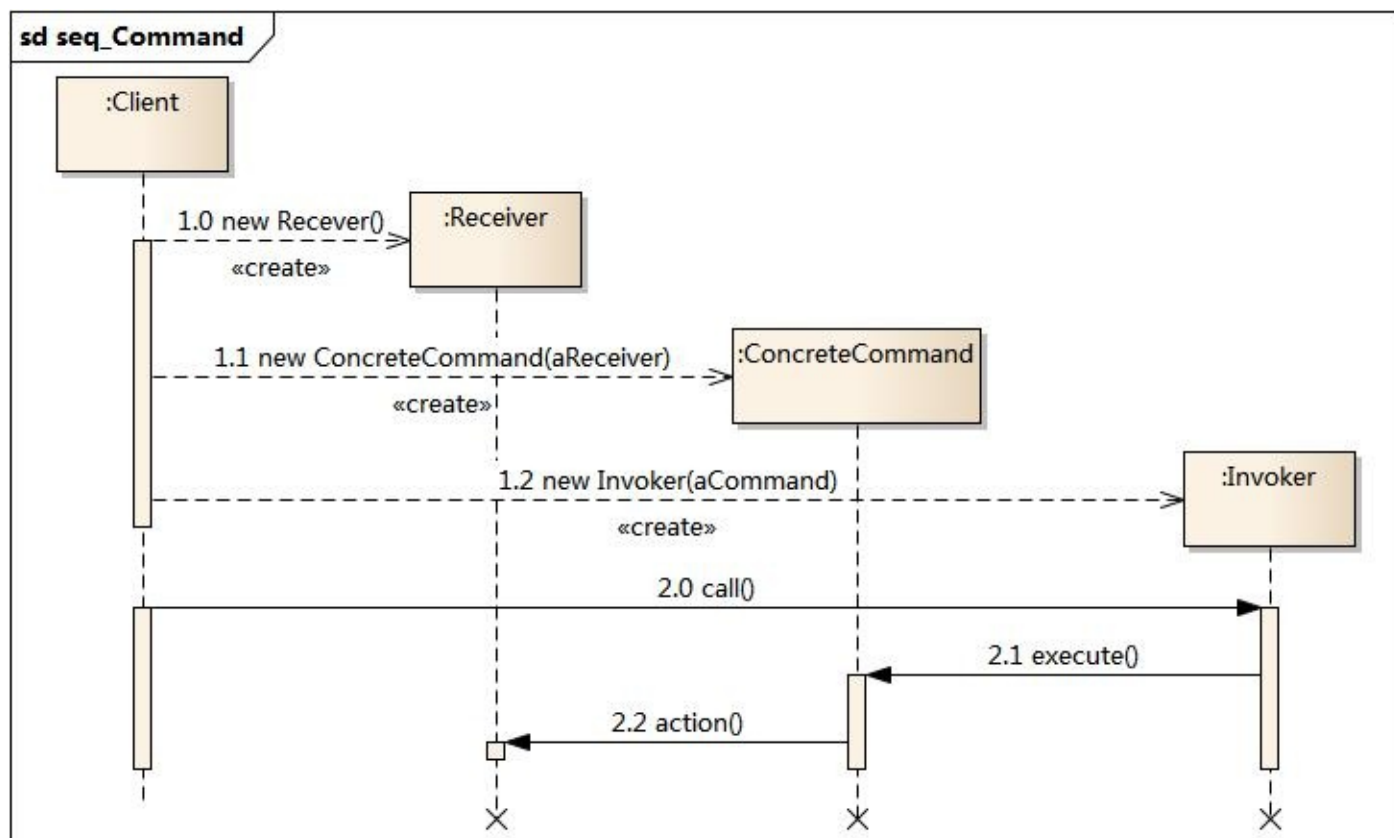 sd seq_Command
:Client
1.0 new Recever()
«create»
:Receiver
1.1 new ConcreteCommand(aReceiver)
«create»
:ConcreteCommand
1.2 new Invoker(aCommand)
«create»
:Invoker
2.0 call()
2.1 execute()
2.2 action()